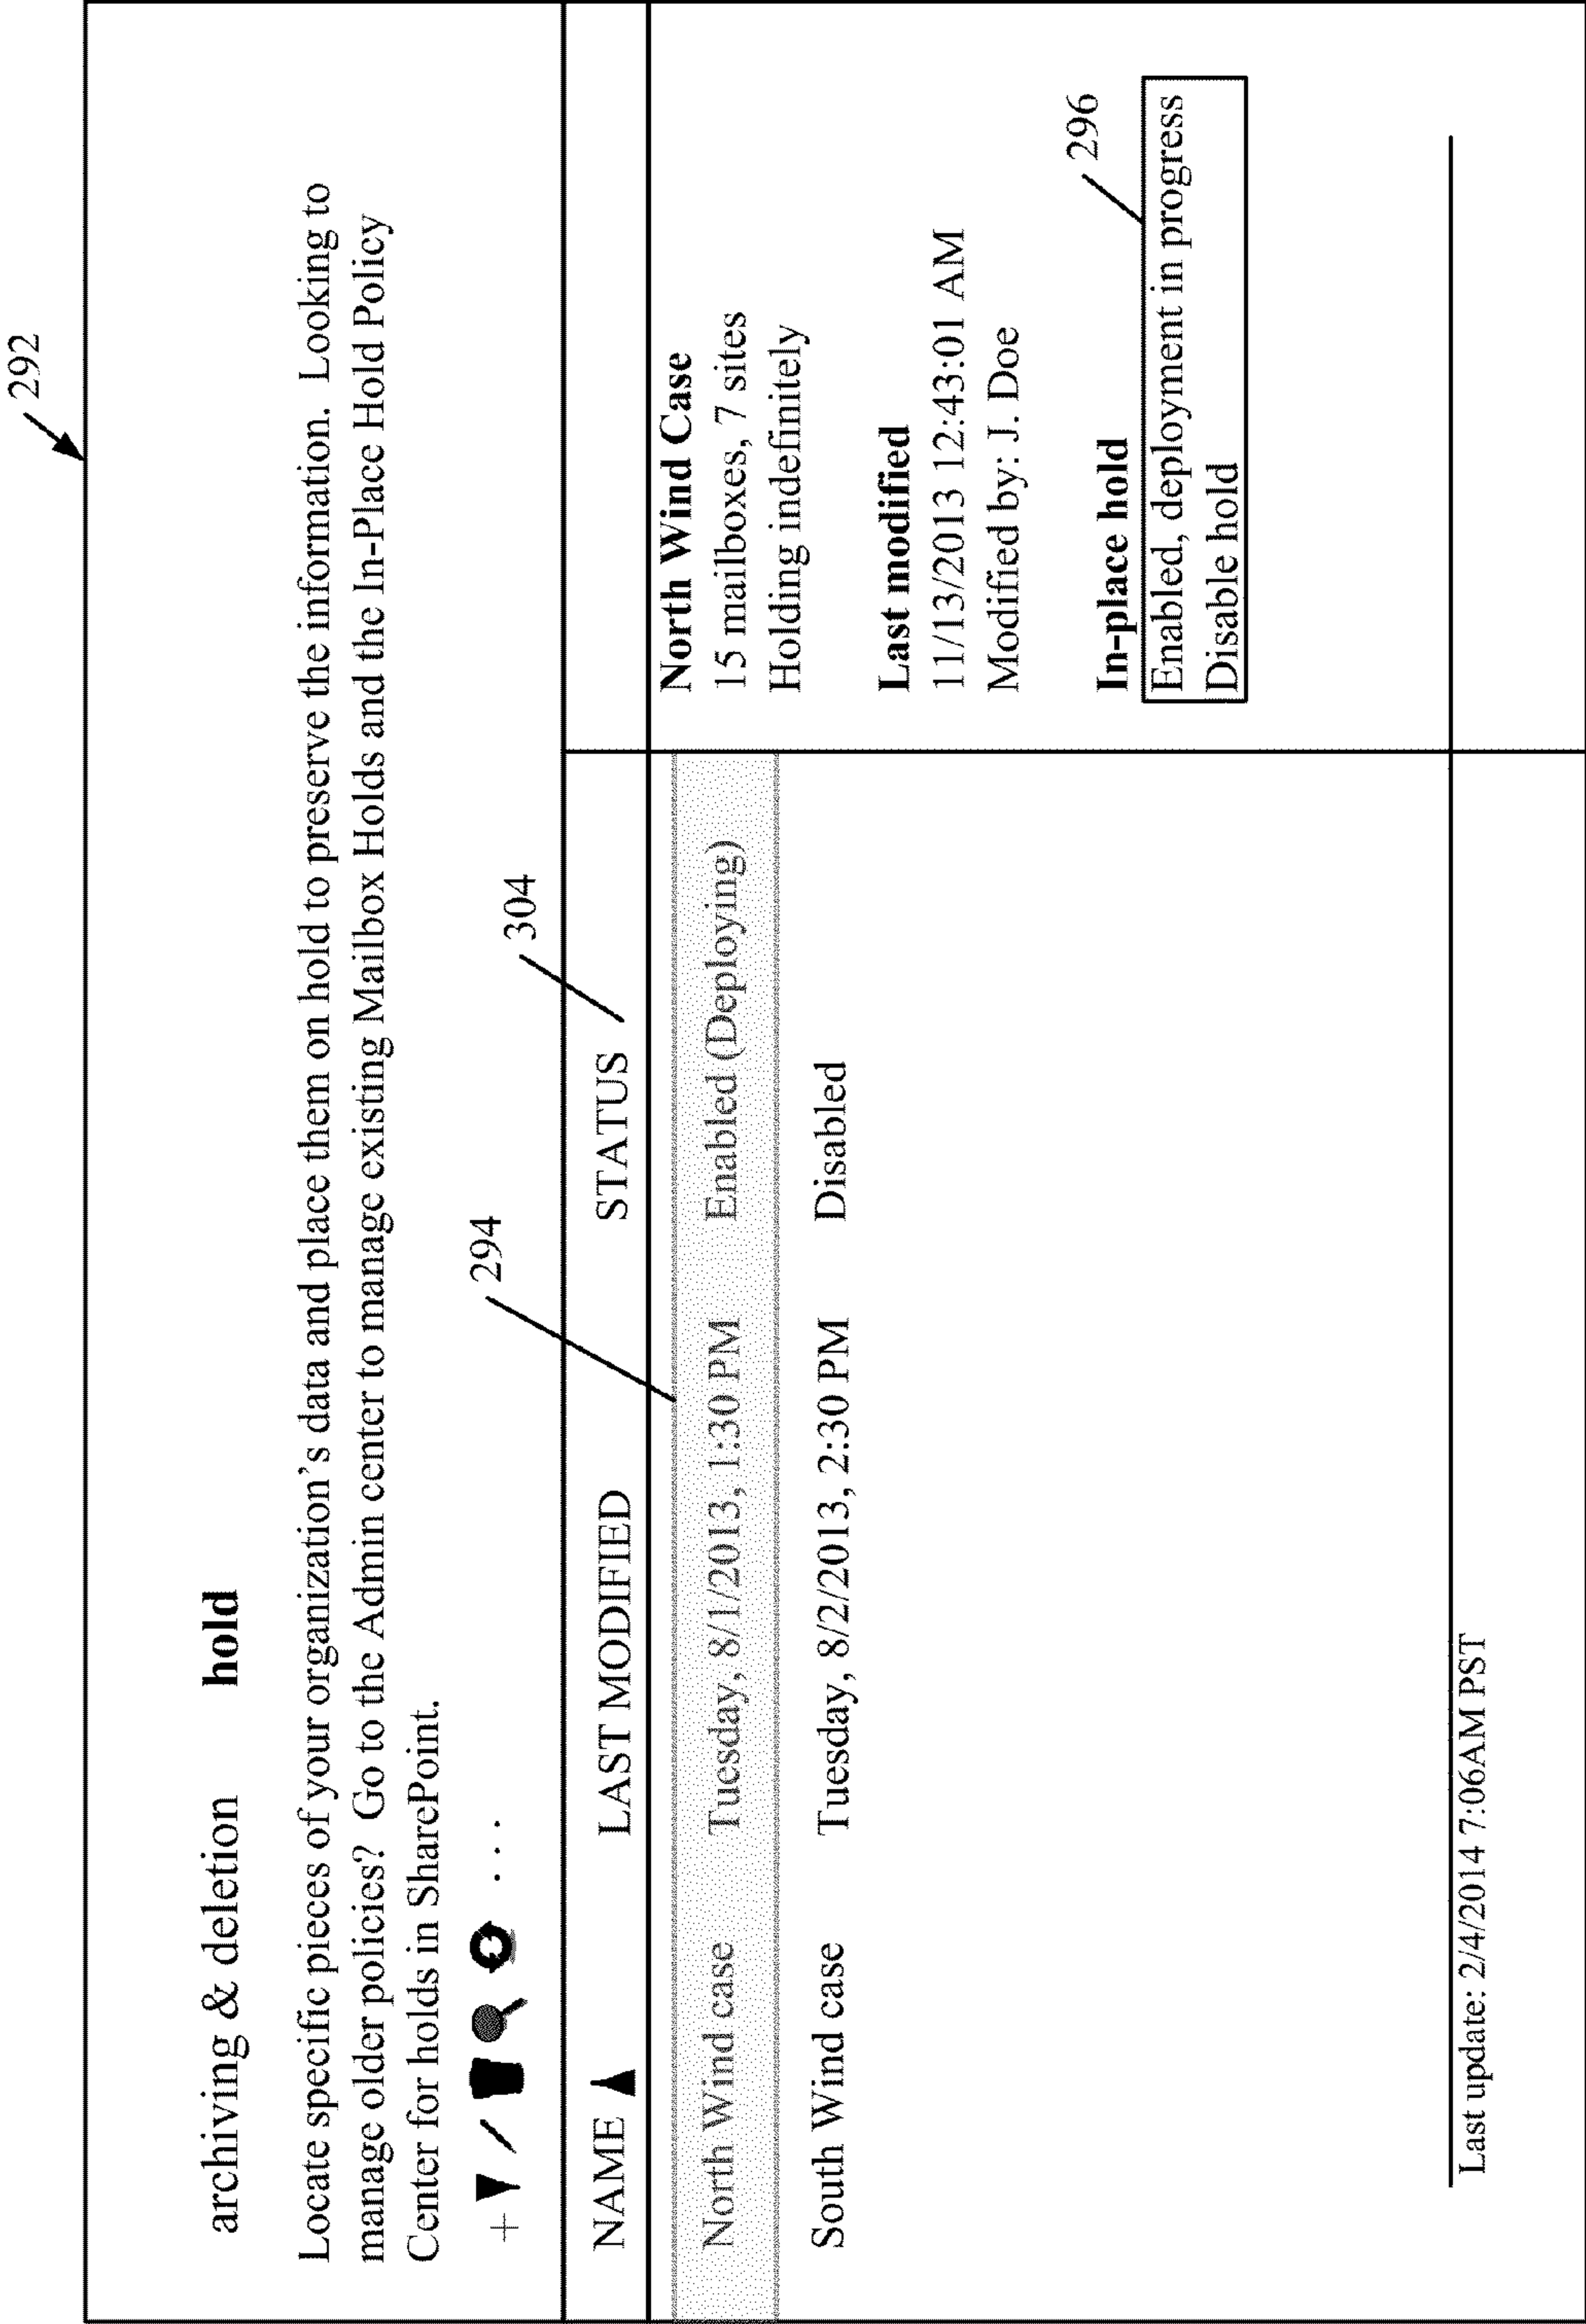 292
archiving & deletion hold
Locate specific pieces of your organization's data and place them on hold to preserve the information. Looking to
manage older policies? Go to the Admin center to manage existing Mailbox Holds and the In-Place Hold Policy
Center for holds in SharePoint.
+ . . .
294
304
NAME LAST MODIFIED STATUS
North Wind case Tuesday, 8/1/2013, 1:30 PM Enabled (Deploying)
South Wind case Tuesday, 8/2/2013, 2:30 PM Disabled
North Wind Case
15 mailboxes, 7 sites
Holding indefinitely
Last modified
11/13/2013 12:43:01 AM
Modified by: J. Doe
296
In-place hold
Enabled, deployment in progress
Disable hold
Last update: 2/4/2014 7:06AM PST